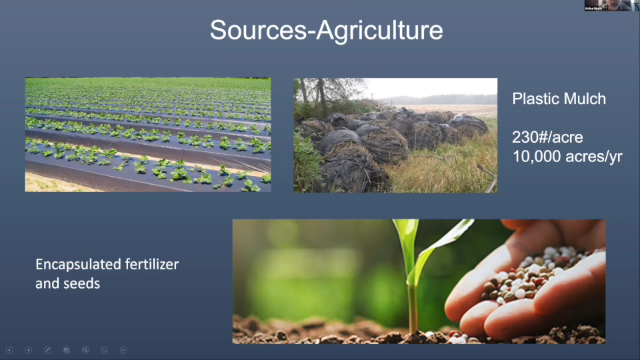 Sources-Agriculture
Plastic Mulch
230#/acre
10,000 acres/yr
Encapsulated fertilizer
and seeds